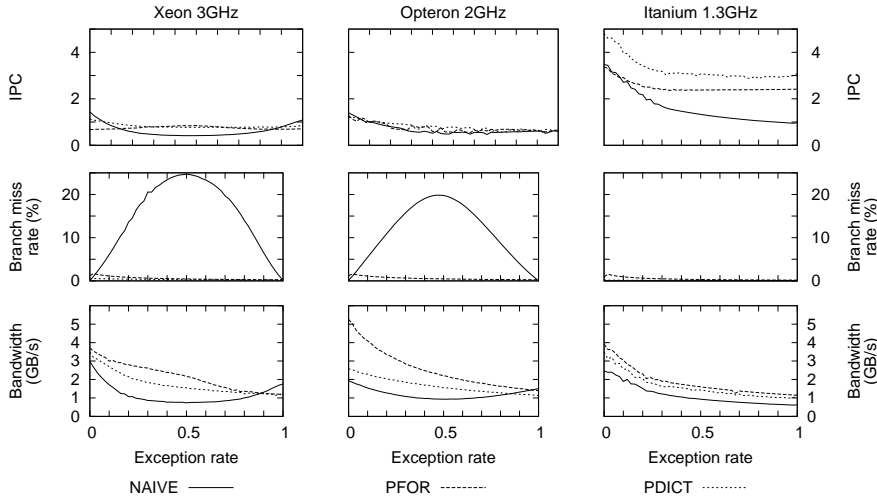 Xeon 3GHz Opteron 2GHz Itanium 1.3GHz
IPC
4
2
0
4
2
0
IPC
Branch miss
rate (%)
20
10
0
20
10
0
Branch miss
rate (%)
Bandwidth
(GB/s)
5
4
3
2
1
0
5
4
3
2
1
0
Bandwidth
(GB/s)
0 0.5 1 0 0.5 1 0 0.5 1
Exception rate Exception rate Exception rate
NAIVE PFOR PDICT